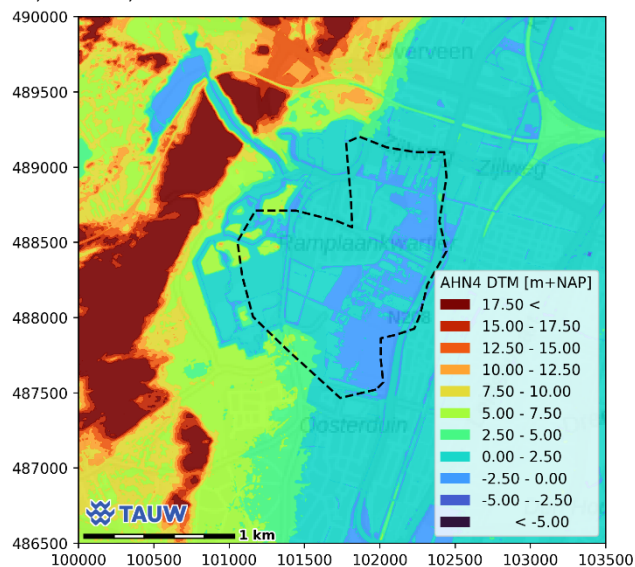 490000
Overveen
489500
489000
Zijlweg
Zijlweg
488500
Ramplaankwartier
AHN4 DTM [m+NAP]
17.50 <
15.00 - 17.50
488000
12.50 - 15.00
10.00 - 12.50
7.50 - 10.00
487500
5.00 - 7.50
2.50 - 5.00
Oosterduin
0.00 - 2.50
487000
-2.50 - 0.00
-5.00 - -2.50
< -5.00
TAUW
1 km
486500
100000 100500 101000 101500 102000 102500 103000 103500